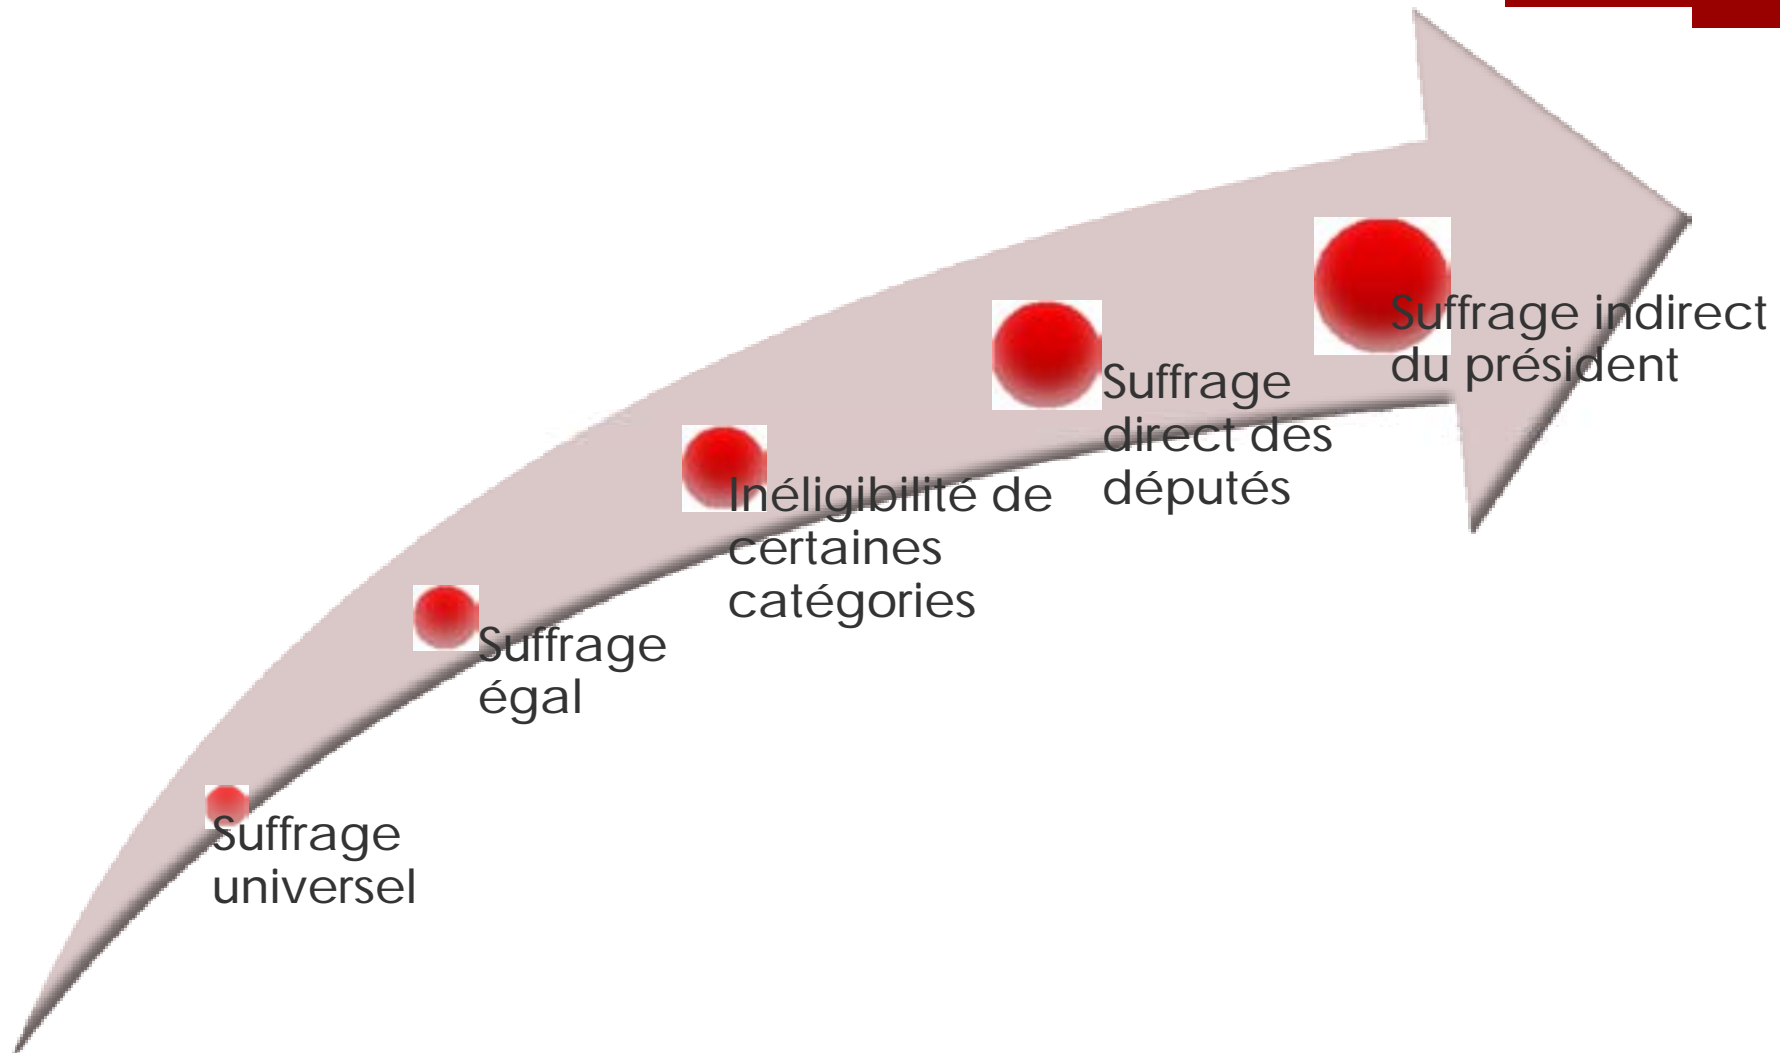 Suffrage
universel
Suffrage
égal
Inéligibilité de
certaines
catégories
Suffrage
direct des
députés
Suffrage indirect
du président